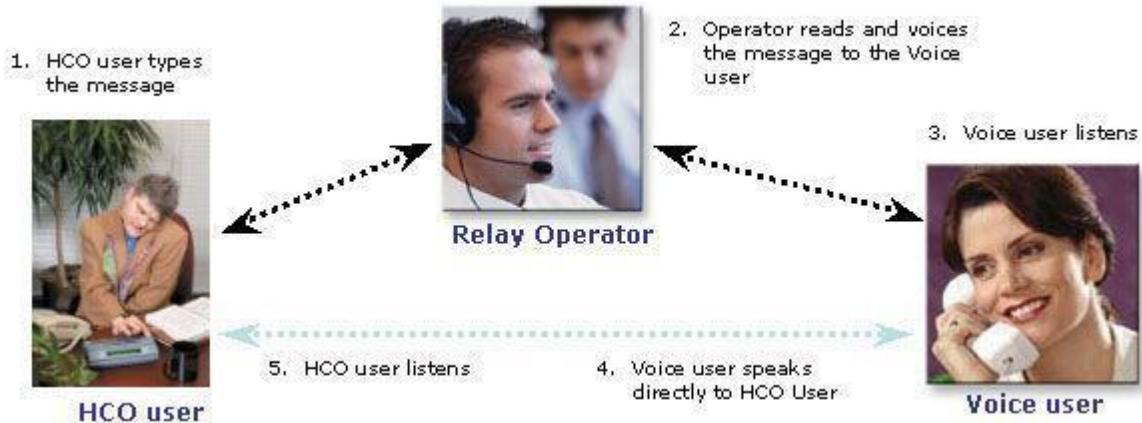 1. HCO user types
the message
2. Operator reads and voices
the message to the Voice
user
3. Voice user listens
Relay Operator
5. HCO user listens
4. Voice user speaks
directly to HCO User
HCO user
Voice user